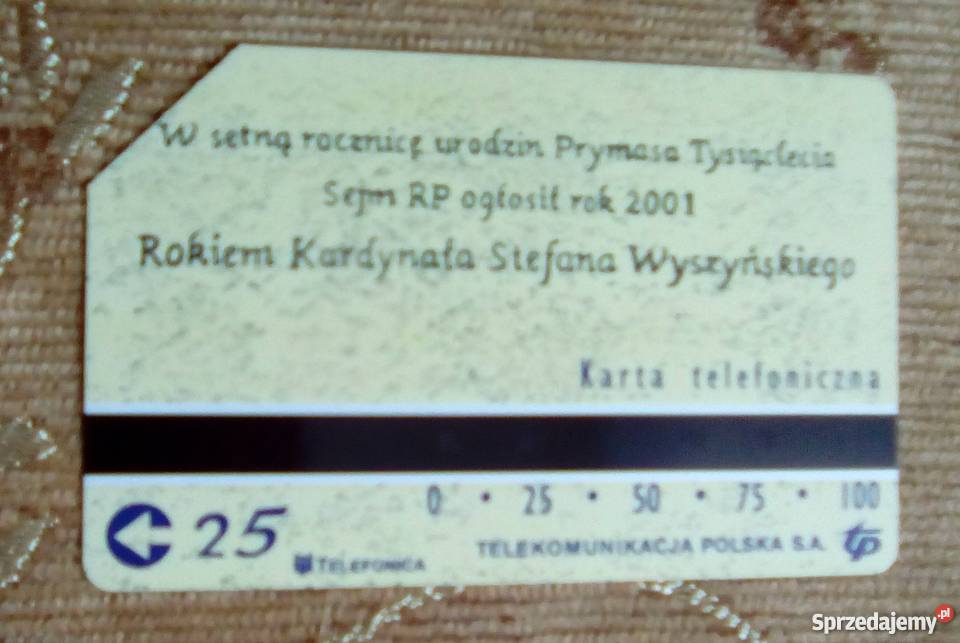 W setną rocznicę urodzin Prymasa Tysiąclecia
Sejm RP ogłosił rok 2001
Rokiem Kardynała Stefana Wyszyńskiego
Karta telefoniczna
0 • 25 • 50 • 75 • 100
25
TELEFONICA
TELEKOMUNIKACJA POLSKA S.A. tp
Sprzedajemy.pl